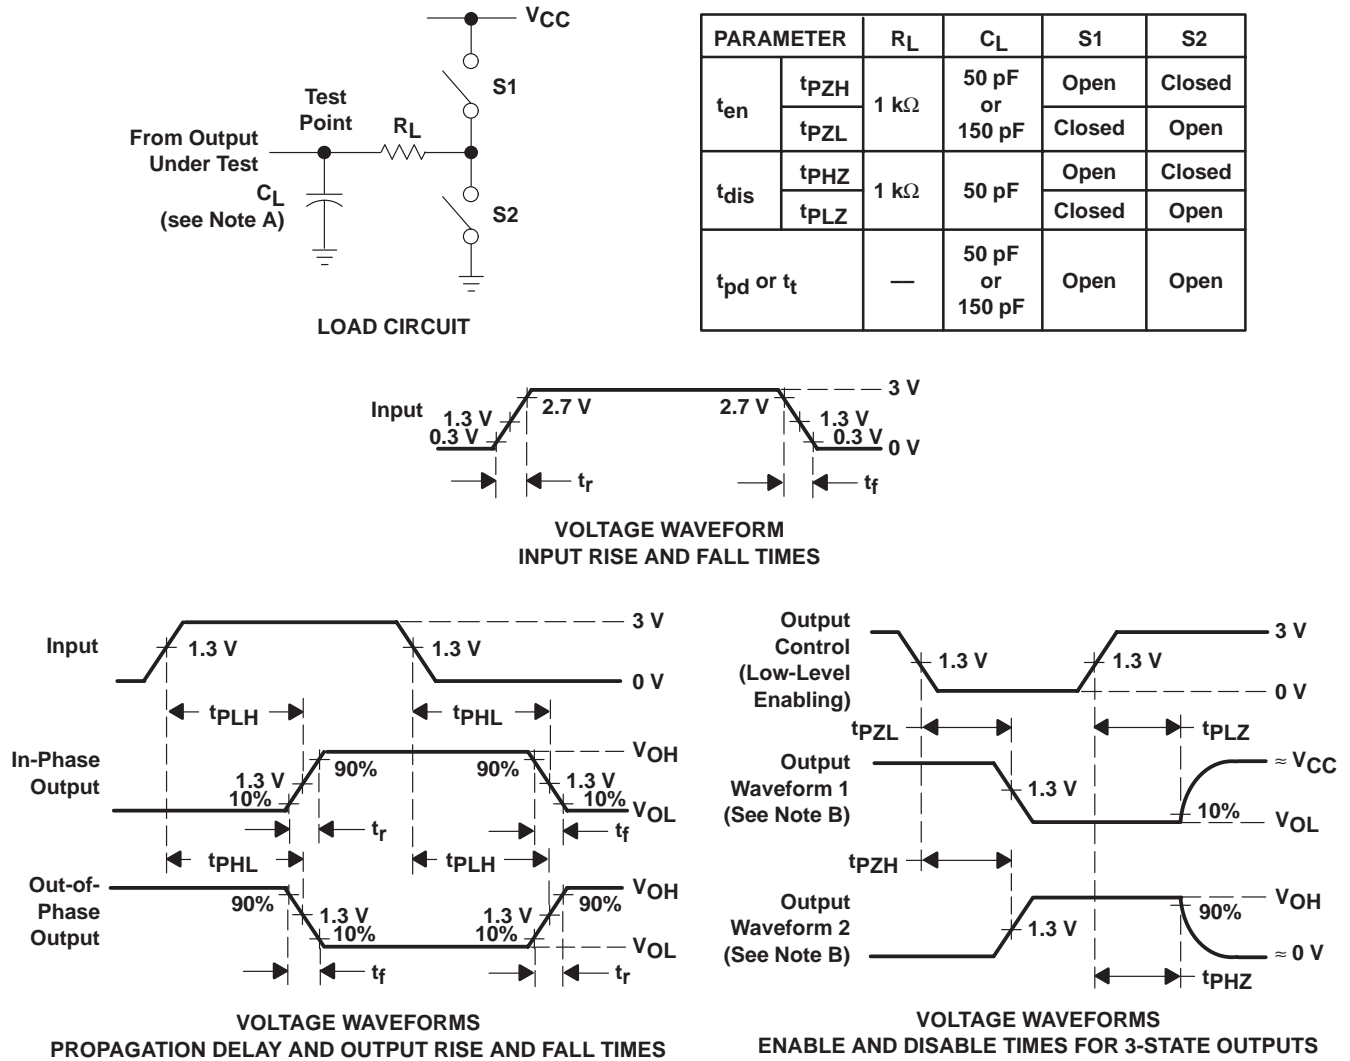 VCC
S1
Test
Point
RL
From Output
Under Test
CL
(see Note A)
S2
LOAD CIRCUIT
PARAMETER RL CL S1 S2
ten tPZH 1 kΩ 50 pF or 150 pF Open Closed
tPZL Closed Open
tdis tPHZ 1 kΩ 50 pF Open Closed
tPLZ Closed Open
tpd or tt — 50 pF or 150 pF Open Open
Input
3 V
2.7 V 2.7 V
1.3 V 1.3 V
0.3 V 0.3 V
0 V
tr tf
VOLTAGE WAVEFORM
INPUT RISE AND FALL TIMES
Input
3 V
1.3 V 1.3 V
0 V
tPLH tPHL
In-Phase
Output
VOH
90% 90%
1.3 V 1.3 V
10% 10%
VOL
tr tf
tPHL tPLH
Out-of-
Phase
Output
VOH
90% 90%
1.3 V 1.3 V
10% 10%
VOL
tf tr
VOLTAGE WAVEFORMS
PROPAGATION DELAY AND OUTPUT RISE AND FALL TIMES
Output
Control
(Low-Level
Enabling)
3 V
1.3 V 1.3 V
0 V
tPZL tPLZ
Output
Waveform 1
(See Note B)
≈ VCC
1.3 V
10%
VOL
tPZH
Output
Waveform 2
(See Note B)
VOH
90%
1.3 V
≈ 0 V
tPHZ
VOLTAGE WAVEFORMS
ENABLE AND DISABLE TIMES FOR 3-STATE OUTPUTS